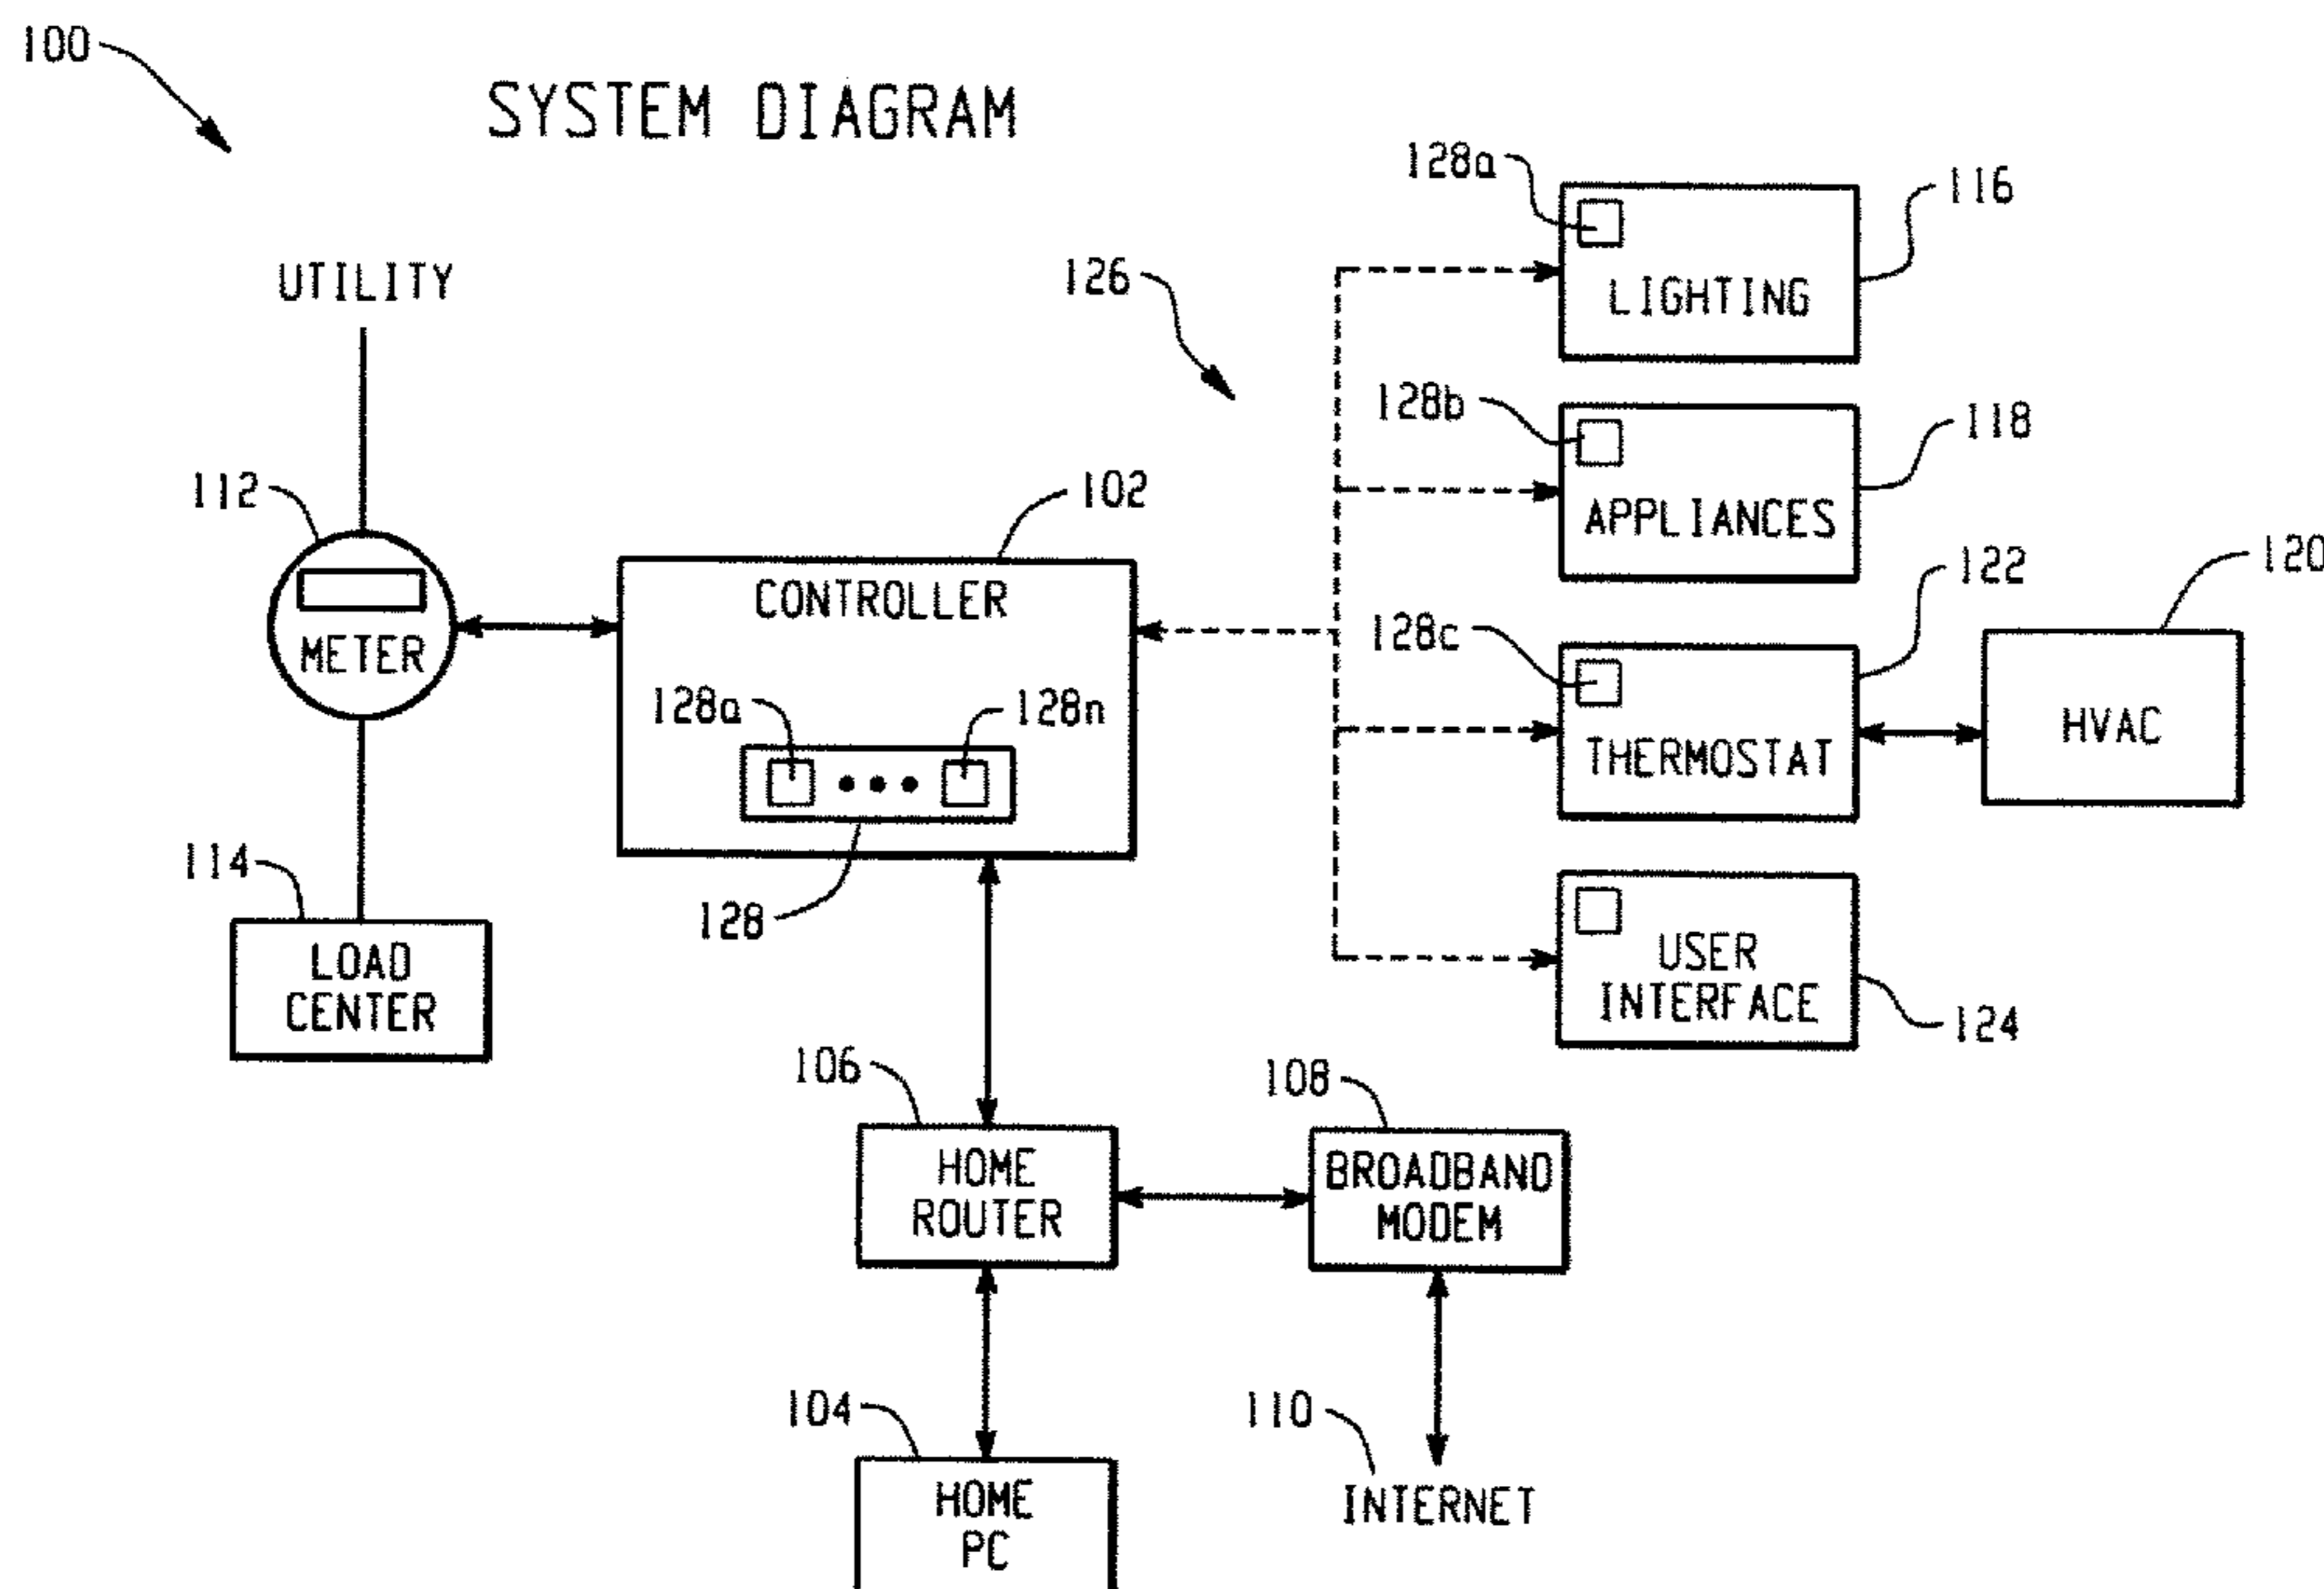 100
SYSTEM DIAGRAM
128a
116
LIGHTING
UTILITY
126
128b
118
APPLIANCES
112
102
METER
CONTROLLER
128a
128n
128
122
120
128c
THERMOSTAT
HVAC
114
LOAD
CENTER
USER
INTERFACE
124
106
108
HOME
ROUTER
BROADBAND
MODEM
104
110
HOME
PC
INTERNET